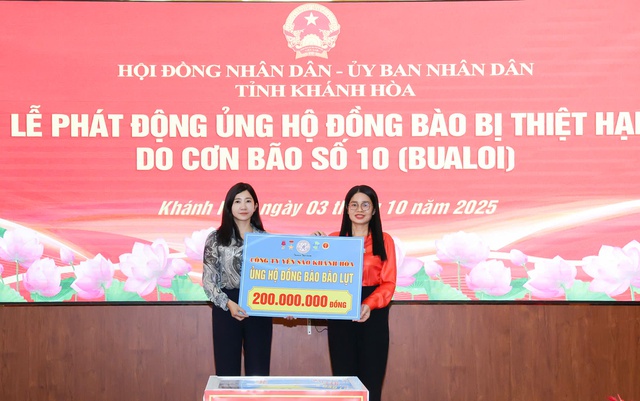 HỘI ĐỒNG NHÂN DÂN - ỦY BAN NHÂN DÂN
TỈNH KHÁNH HÒA
LỄ PHÁT ĐỘNG ỦNG HỘ ĐỒNG BÀO BỊ THIỆT HẠI
DO CƠN BÃO SỐ 10 (BUALOI)
Khánh ngày 03 10 năm 2025
CÔNG TY YẾN SÀO KHÁNH HÒA
ỦNG HỘ ĐỒNG BÀO BÃO LỤT
200.000.000 ĐỒNG